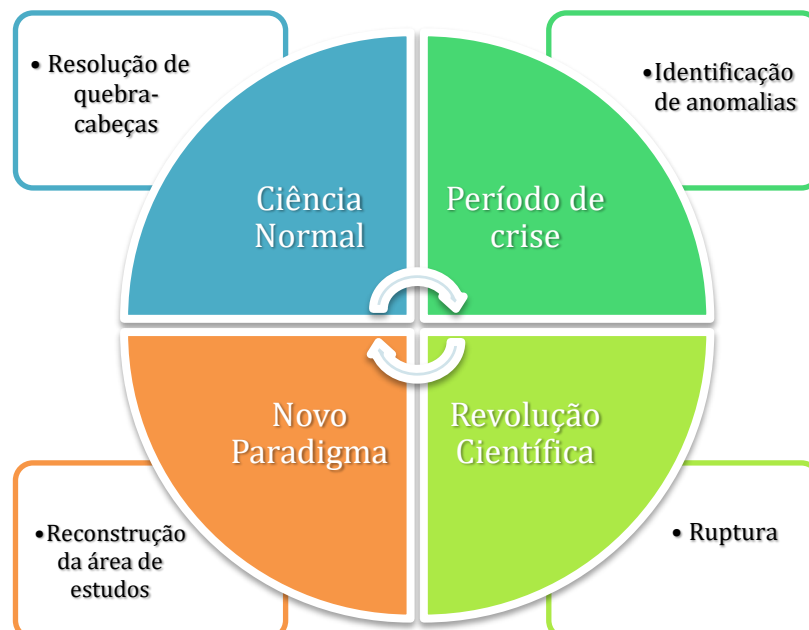 • Resolução de
quebra-
cabeças
•Identificação
de anomalias
Ciência
Normal
Período de
crise
Novo
Paradigma
Revolução
Científica
•Reconstrução
da área de
estudos
• Ruptura